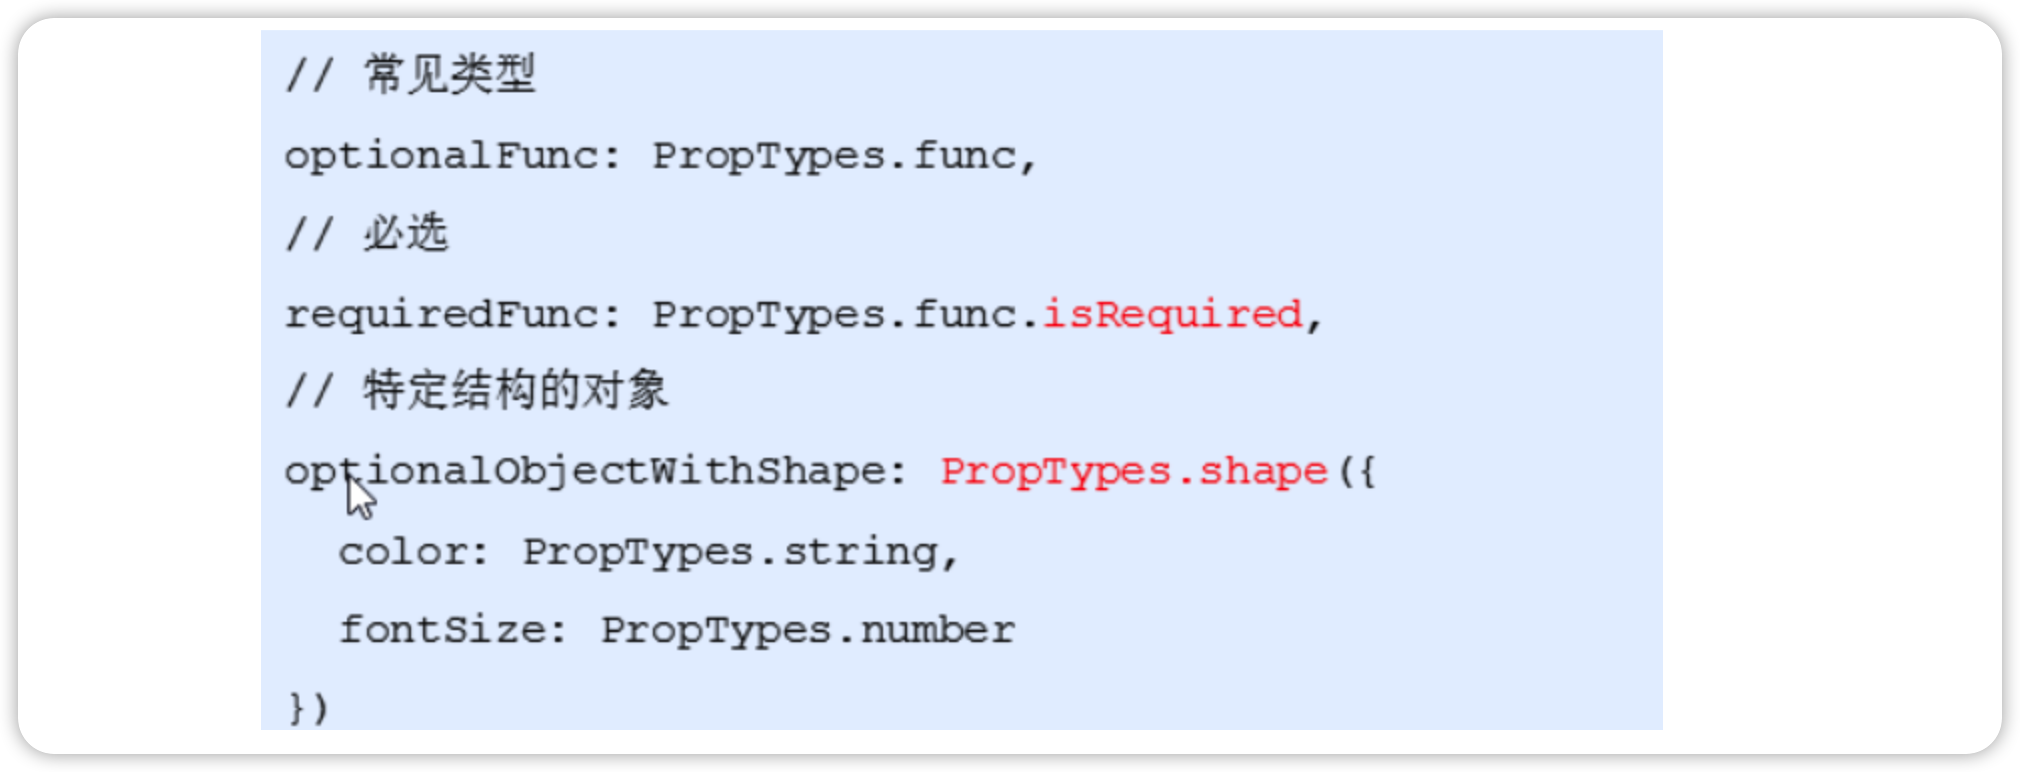 // 常见类型
optionalFunc: PropTypes.func,
// 必选
requiredFunc: PropTypes.func.isRequired,
// 特定结构的对象
optionalObjectWithShape: PropTypes.shape({
  color: PropTypes.string,
  fontSize: PropTypes.number
})